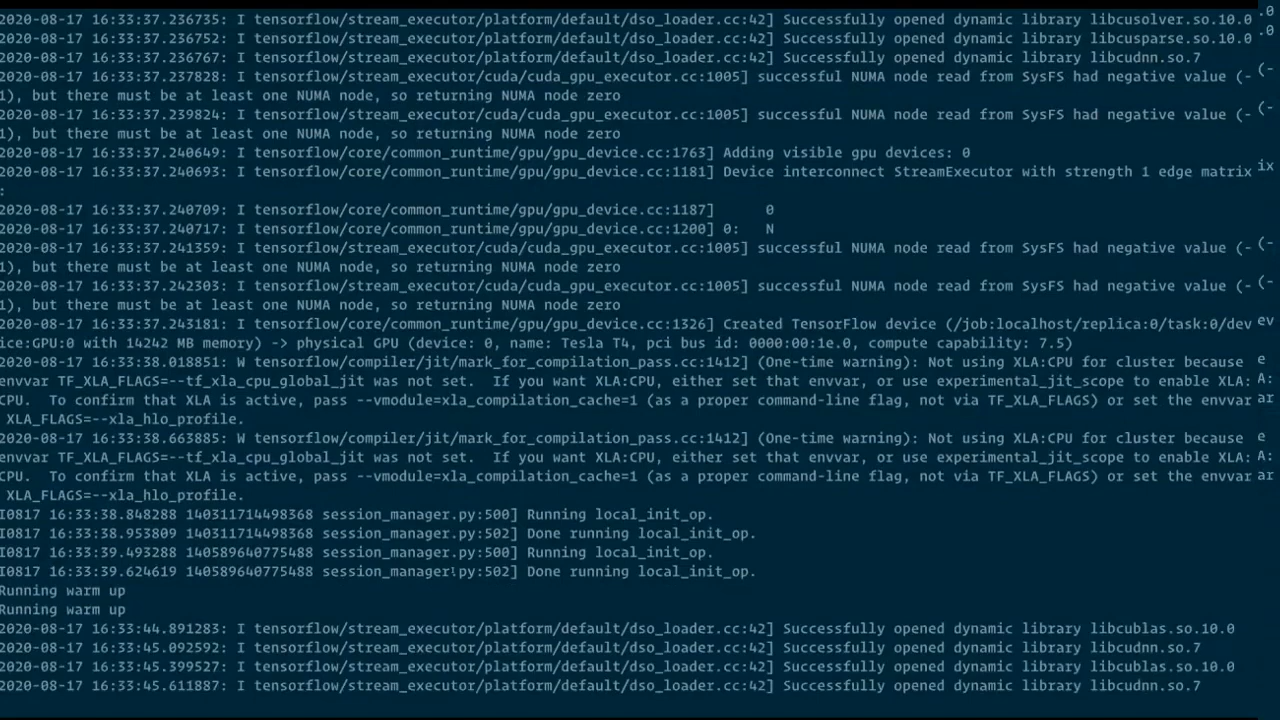 2020-08-17 16:33:37.236735: I tensorflow/stream_executor/platform/default/dso_loader.cc:42] Successfully opened dynamic library libcusolver.so.10.0 .0
2020-08-17 16:33:37.236752: I tensorflow/stream_executor/platform/default/dso_loader.cc:42] Successfully opened dynamic library libcusparse.so.10.0 .0
2020-08-17 16:33:37.236767: I tensorflow/stream_executor/platform/default/dso_loader.cc:42] Successfully opened dynamic library libcudnn.so.7
2020-08-17 16:33:37.237828: I tensorflow/stream_executor/cuda/cuda_gpu_executor.cc:1005] successful NUMA node read from SysFS had negative value (- (-
1), but there must be at least one NUMA node, so returning NUMA node zero
2020-08-17 16:33:37.239824: I tensorflow/stream_executor/cuda/cuda_gpu_executor.cc:1005] successful NUMA node read from SysFS had negative value (- (-
1), but there must be at least one NUMA node, so returning NUMA node zero
2020-08-17 16:33:37.240649: I tensorflow/core/common_runtime/gpu/gpu_device.cc:1763] Adding visible gpu devices: 0
2020-08-17 16:33:37.240693: I tensorflow/core/common_runtime/gpu/gpu_device.cc:1181] Device interconnect StreamExecutor with strength 1 edge matrix ix
:
2020-08-17 16:33:37.240709: I tensorflow/core/common_runtime/gpu/gpu_device.cc:1187]      0
2020-08-17 16:33:37.240717: I tensorflow/core/common_runtime/gpu/gpu_device.cc:1200] 0:   N
2020-08-17 16:33:37.241359: I tensorflow/stream_executor/cuda/cuda_gpu_executor.cc:1005] successful NUMA node read from SysFS had negative value (- (-
1), but there must be at least one NUMA node, so returning NUMA node zero
2020-08-17 16:33:37.242303: I tensorflow/stream_executor/cuda/cuda_gpu_executor.cc:1005] successful NUMA node read from SysFS had negative value (- (-
1), but there must be at least one NUMA node, so returning NUMA node zero
2020-08-17 16:33:37.243181: I tensorflow/core/common_runtime/gpu/gpu_device.cc:1326] Created TensorFlow device (/job:localhost/replica:0/task:0/dev ev
ice:GPU:0 with 14242 MB memory) -> physical GPU (device: 0, name: Tesla T4, pci bus id: 0000:00:1e.0, compute capability: 7.5)
2020-08-17 16:33:38.018851: W tensorflow/compiler/jit/mark_for_compilation_pass.cc:1412] (One-time warning): Not using XLA:CPU for cluster because e
envvar TF_XLA_FLAGS=--tf_xla_cpu_global_jit was not set.  If you want XLA:CPU, either set that envvar, or use experimental_jit_scope to enable XLA: A:
CPU.  To confirm that XLA is active, pass --vmodule=xla_compilation_cache=1 (as a proper command-line flag, not via TF_XLA_FLAGS) or set the envvar ar
XLA_FLAGS=--xla_hlo_profile.
2020-08-17 16:33:38.663885: W tensorflow/compiler/jit/mark_for_compilation_pass.cc:1412] (One-time warning): Not using XLA:CPU for cluster because e
envvar TF_XLA_FLAGS=--tf_xla_cpu_global_jit was not set.  If you want XLA:CPU, either set that envvar, or use experimental_jit_scope to enable XLA: A:
CPU.  To confirm that XLA is active, pass --vmodule=xla_compilation_cache=1 (as a proper command-line flag, not via TF_XLA_FLAGS) or set the envvar ar
XLA_FLAGS=--xla_hlo_profile.
I0817 16:33:38.848288 140311714498368 session_manager.py:500] Running local_init_op.
I0817 16:33:38.953809 140311714498368 session_manager.py:502] Done running local_init_op.
I0817 16:33:39.493288 140589640775488 session_manager.py:500] Running local_init_op.
I0817 16:33:39.624619 140589640775488 session_manager.py:502] Done running local_init_op.
Running warm up
Running warm up
2020-08-17 16:33:44.891283: I tensorflow/stream_executor/platform/default/dso_loader.cc:42] Successfully opened dynamic library libcublas.so.10.0
2020-08-17 16:33:45.092592: I tensorflow/stream_executor/platform/default/dso_loader.cc:42] Successfully opened dynamic library libcudnn.so.7
2020-08-17 16:33:45.399527: I tensorflow/stream_executor/platform/default/dso_loader.cc:42] Successfully opened dynamic library libcublas.so.10.0
2020-08-17 16:33:45.611887: I tensorflow/stream_executor/platform/default/dso_loader.cc:42] Successfully opened dynamic library libcudnn.so.7